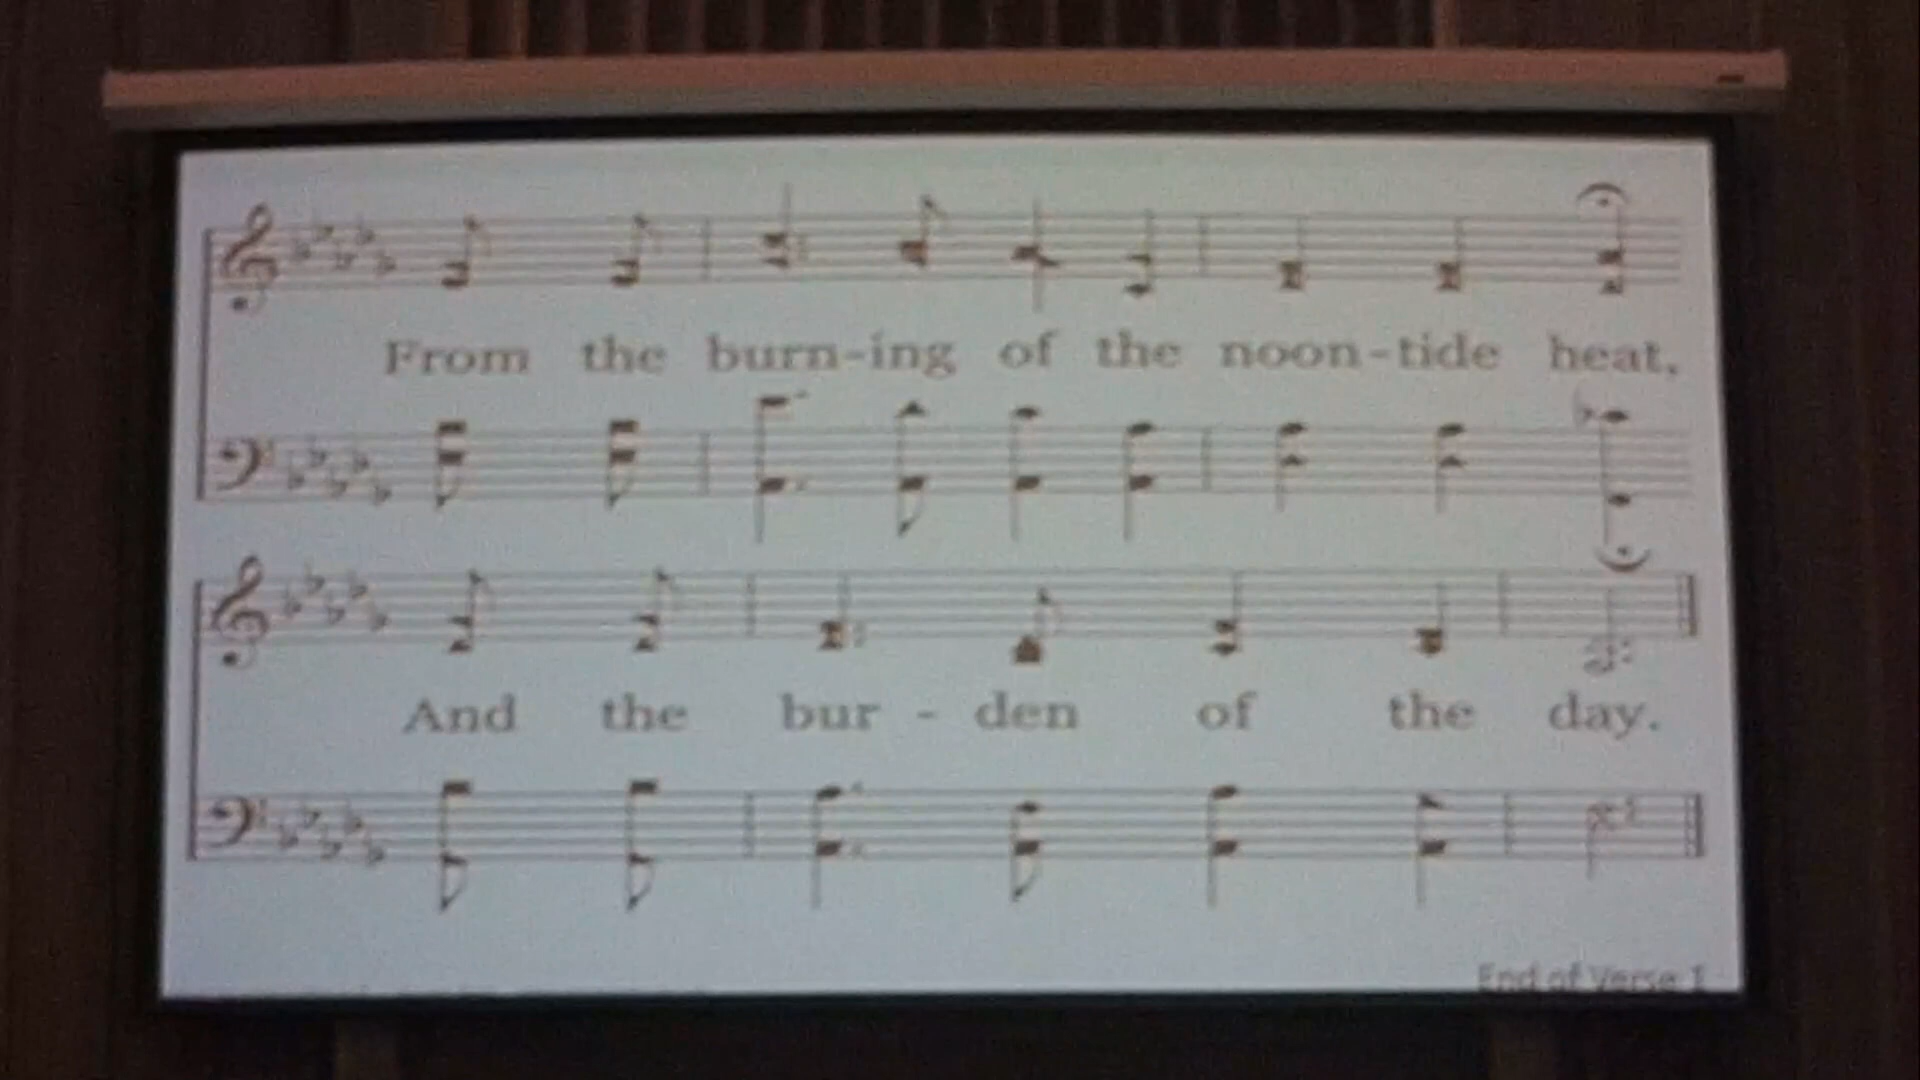 From the burn-ing of the noon-tide heat,
And the bur - den of the day.
End of Verse 1